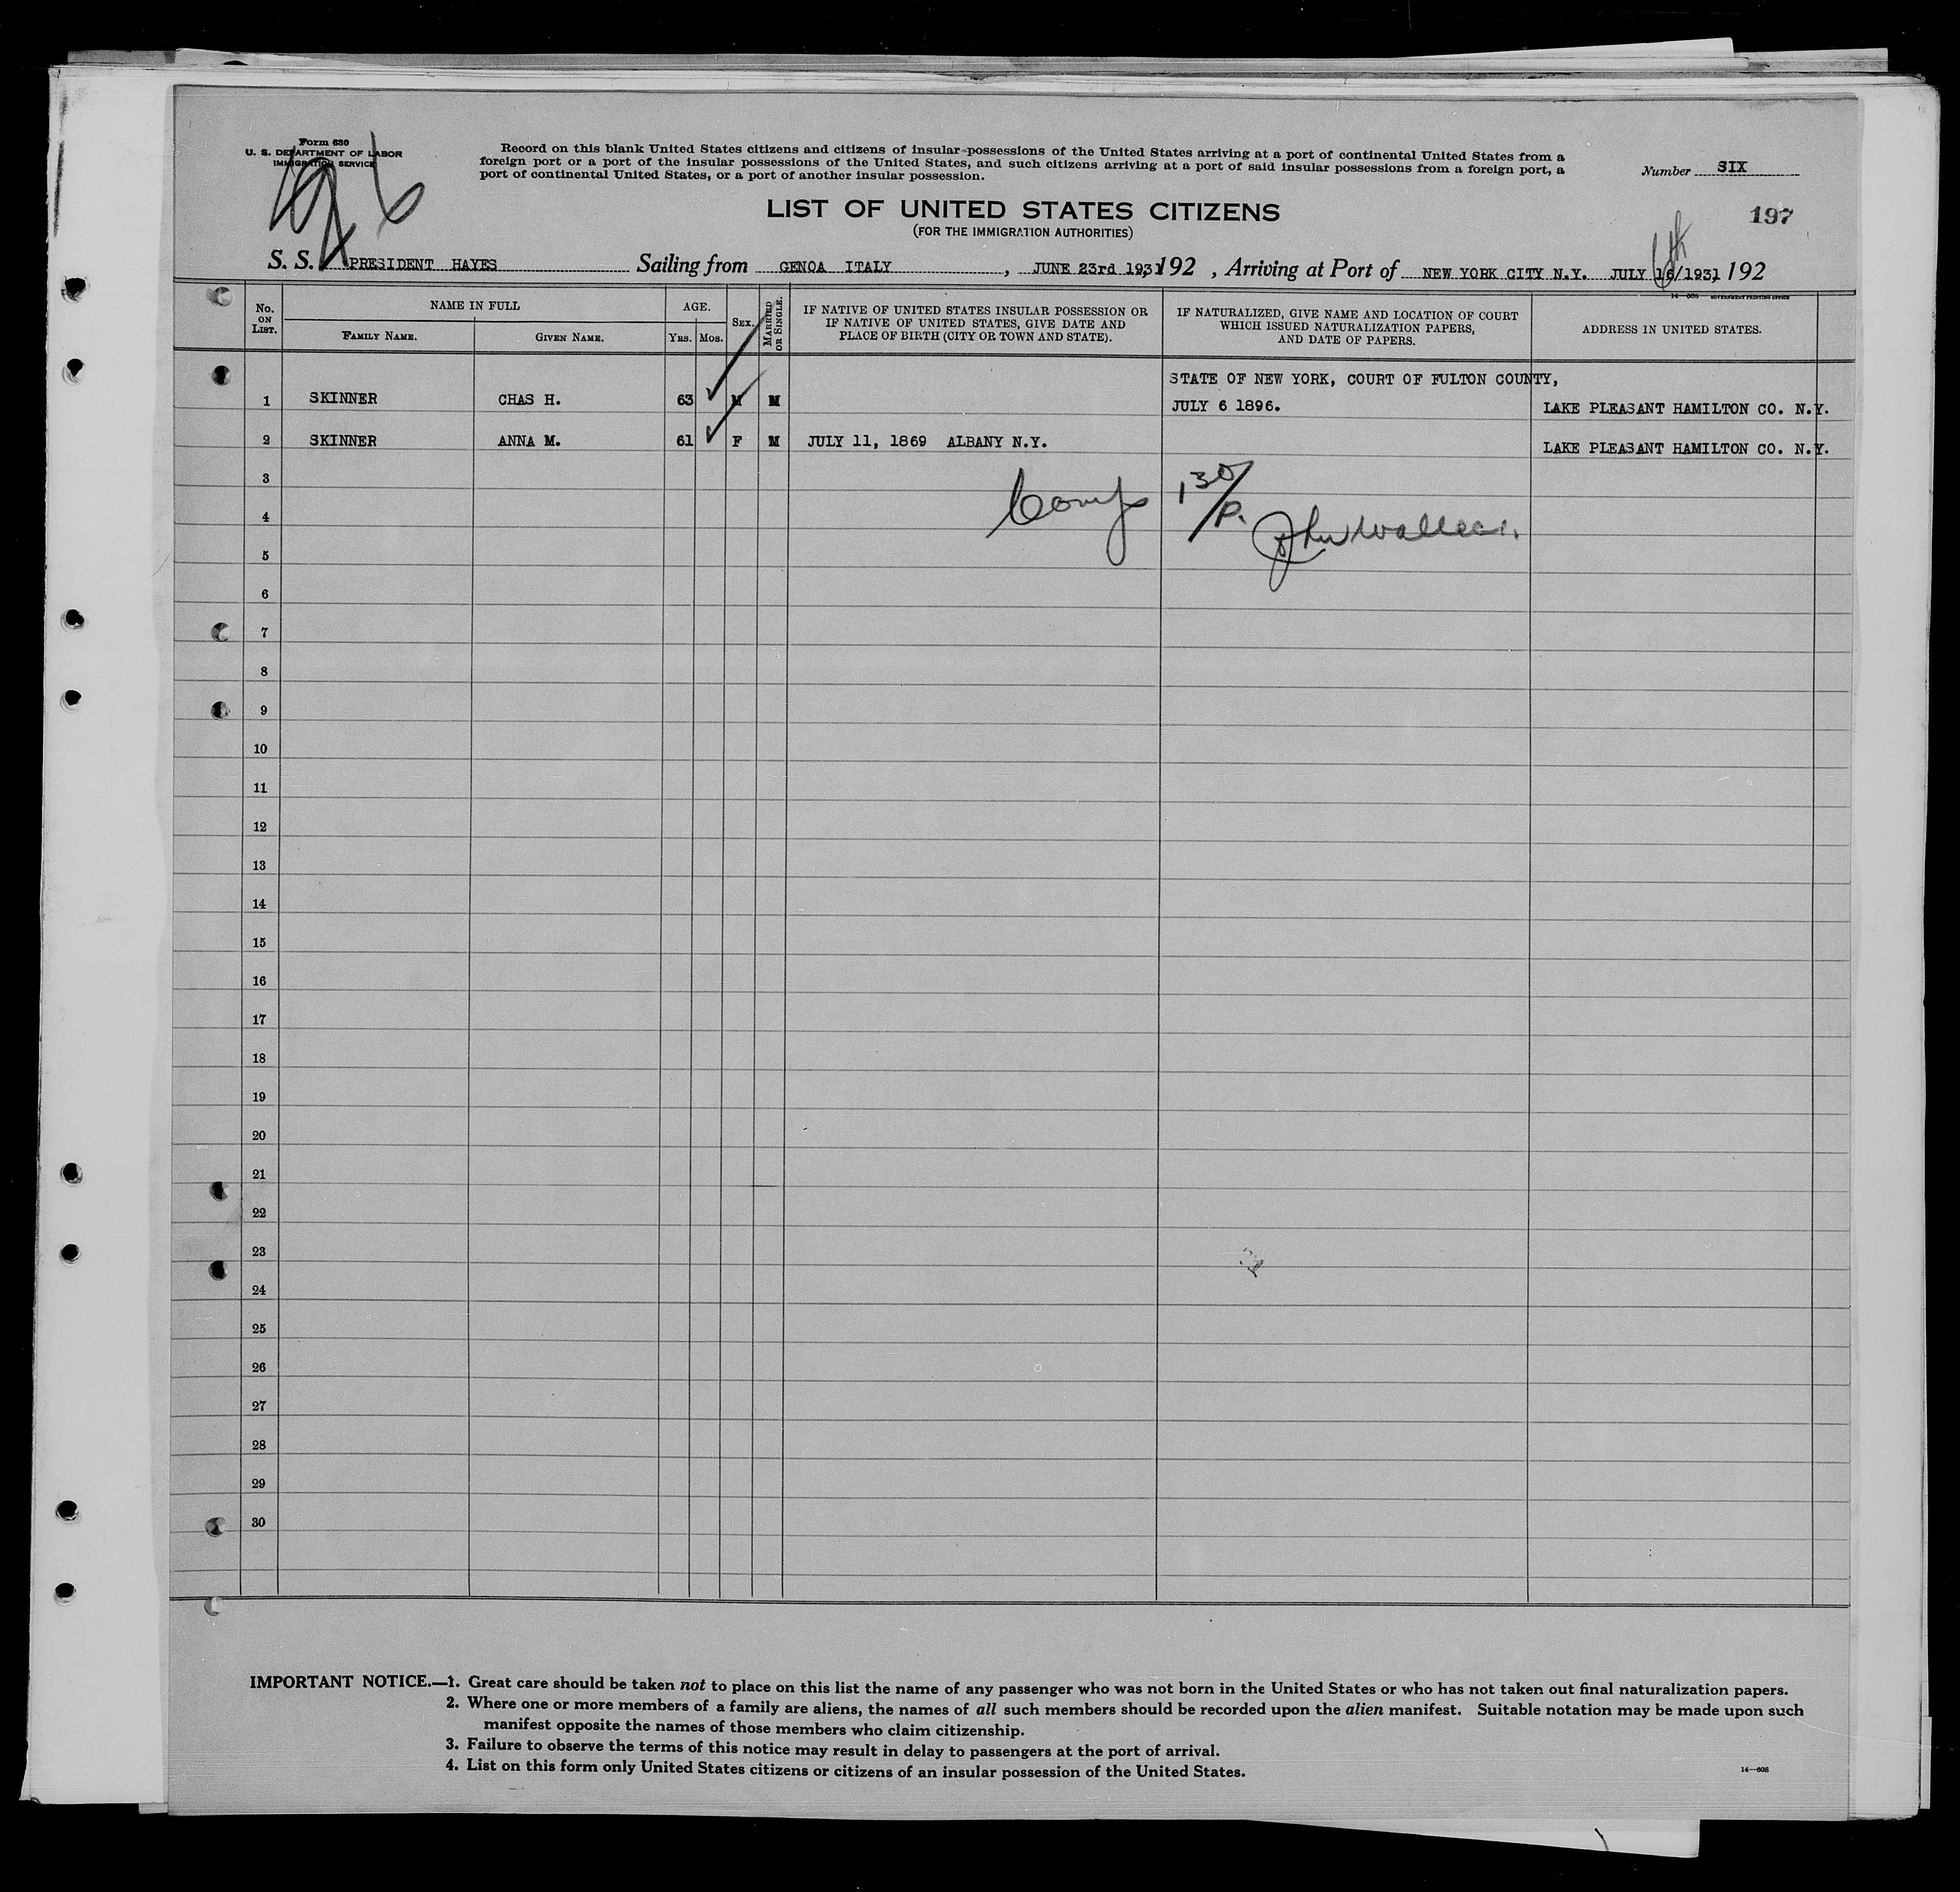 Form 630
U. S. DEPARTMENT OF LABOR
IMMIGRATION SERVICE
Record on this blank United States citizens and citizens of insular possessions of the United States arriving at a port of continental United States from a
foreign port or a port of the insular possessions of the United States, and such citizens arriving at a port of said insular possessions from a foreign port, a
port of continental United States, or a port of another insular possession.
Number SIX
LIST OF UNITED STATES CITIZENS
(FOR THE IMMIGRATION AUTHORITIES)
197
6th
S. S. PRESIDENT HAYES Sailing from GENOA ITALY , JUNE 23rd 1931 192 , Arriving at Port of NEW YORK CITY N.Y. JULY 16/1931, 192
14—608 GOVERNMENT PRINTING OFFICE
No. ON LIST.
NAME IN FULL
FAMILY NAME. GIVEN NAME.
AGE.
YRS. MOS.
SEX.
MARRIED OR SINGLE.
IF NATIVE OF UNITED STATES INSULAR POSSESSION OR
IF NATIVE OF UNITED STATES, GIVE DATE AND
PLACE OF BIRTH (CITY OR TOWN AND STATE).
IF NATURALIZED, GIVE NAME AND LOCATION OF COURT
WHICH ISSUED NATURALIZATION PAPERS,
AND DATE OF PAPERS.
ADDRESS IN UNITED STATES.
STATE OF NEW YORK, COURT OF FULTON COUNTY,
1 SKINNER CHAS H. 63 M M JULY 6 1896. LAKE PLEASANT HAMILTON CO. N.Y.
2 SKINNER ANNA M. 61 F M JULY 11, 1869 ALBANY N.Y. LAKE PLEASANT HAMILTON CO. N.Y.
3
4
5
6
7
8
9
10
11
12
13
14
15
16
17
18
19
20
21
22
23
24
25
26
27
28
29
30
IMPORTANT NOTICE.—1. Great care should be taken not to place on this list the name of any passenger who was not born in the United States or who has not taken out final naturalization papers.
2. Where one or more members of a family are aliens, the names of all such members should be recorded upon the alien manifest. Suitable notation may be made upon such
manifest opposite the names of those members who claim citizenship.
3. Failure to observe the terms of this notice may result in delay to passengers at the port of arrival.
4. List on this form only United States citizens or citizens of an insular possession of the United States.
14—608